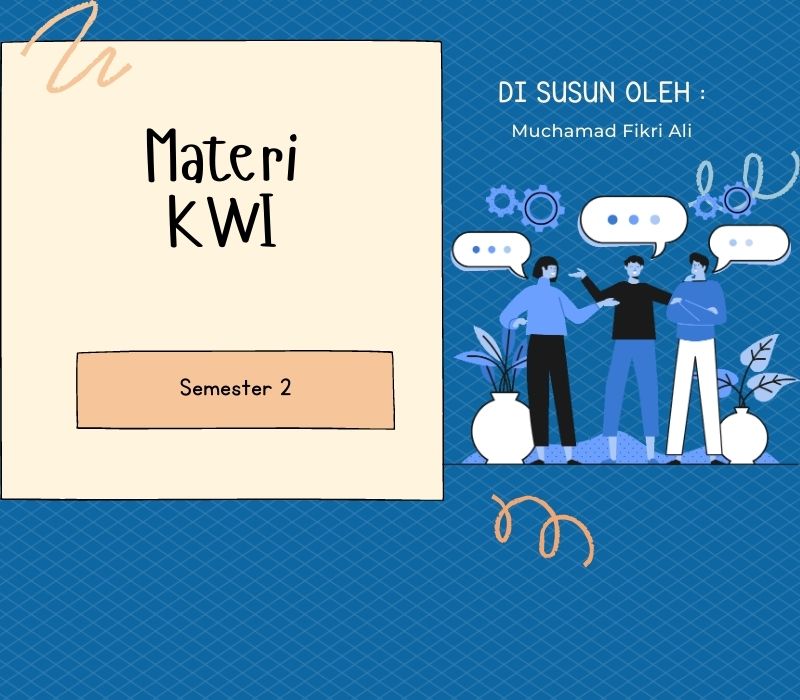 Materi
KWI
Semester 2
DI SUSUN OLEH :
Muchamad Fikri Ali